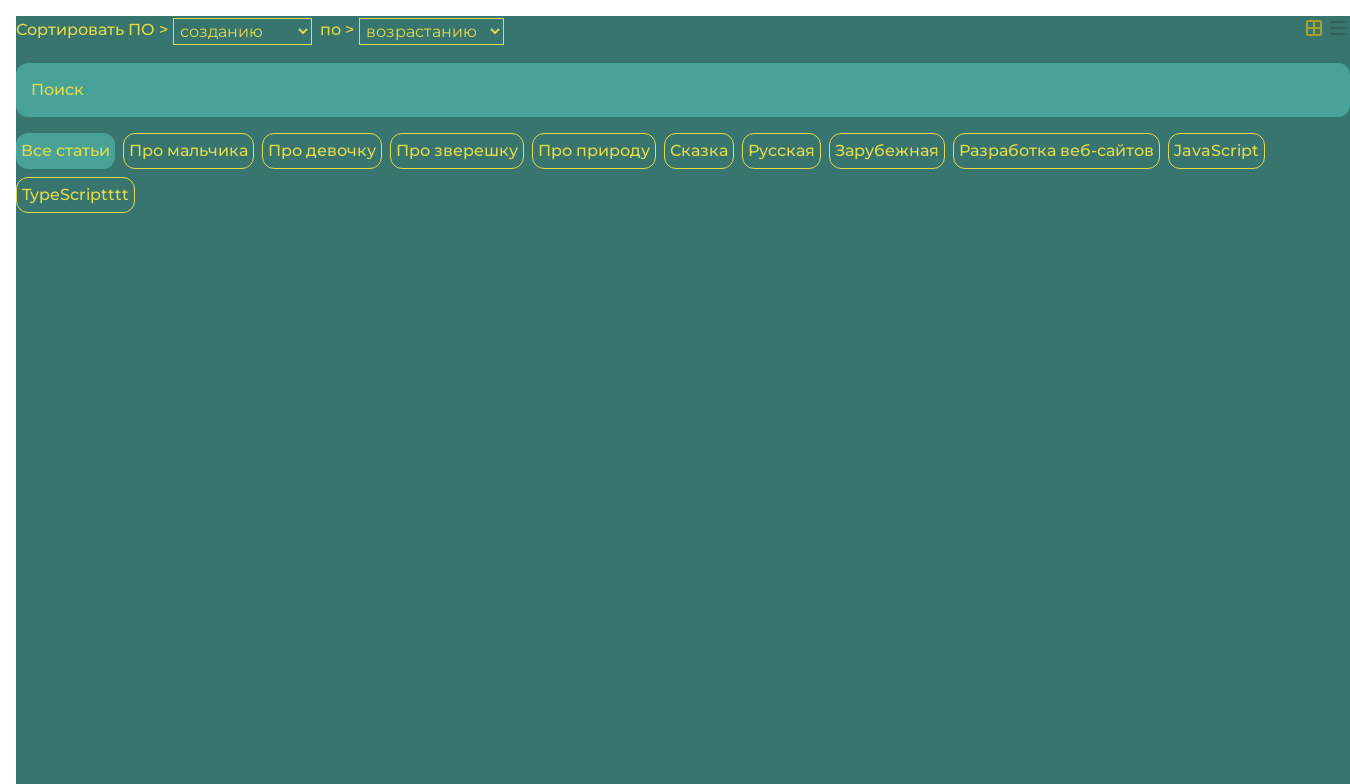 Сортировать ПО > созданию по > возрастанию
Поиск
Все статьи Про мальчика Про девочку Про зверешку Про природу Сказка Русская Зарубежная Разработка веб-сайтов JavaScript
TypeScriptttt